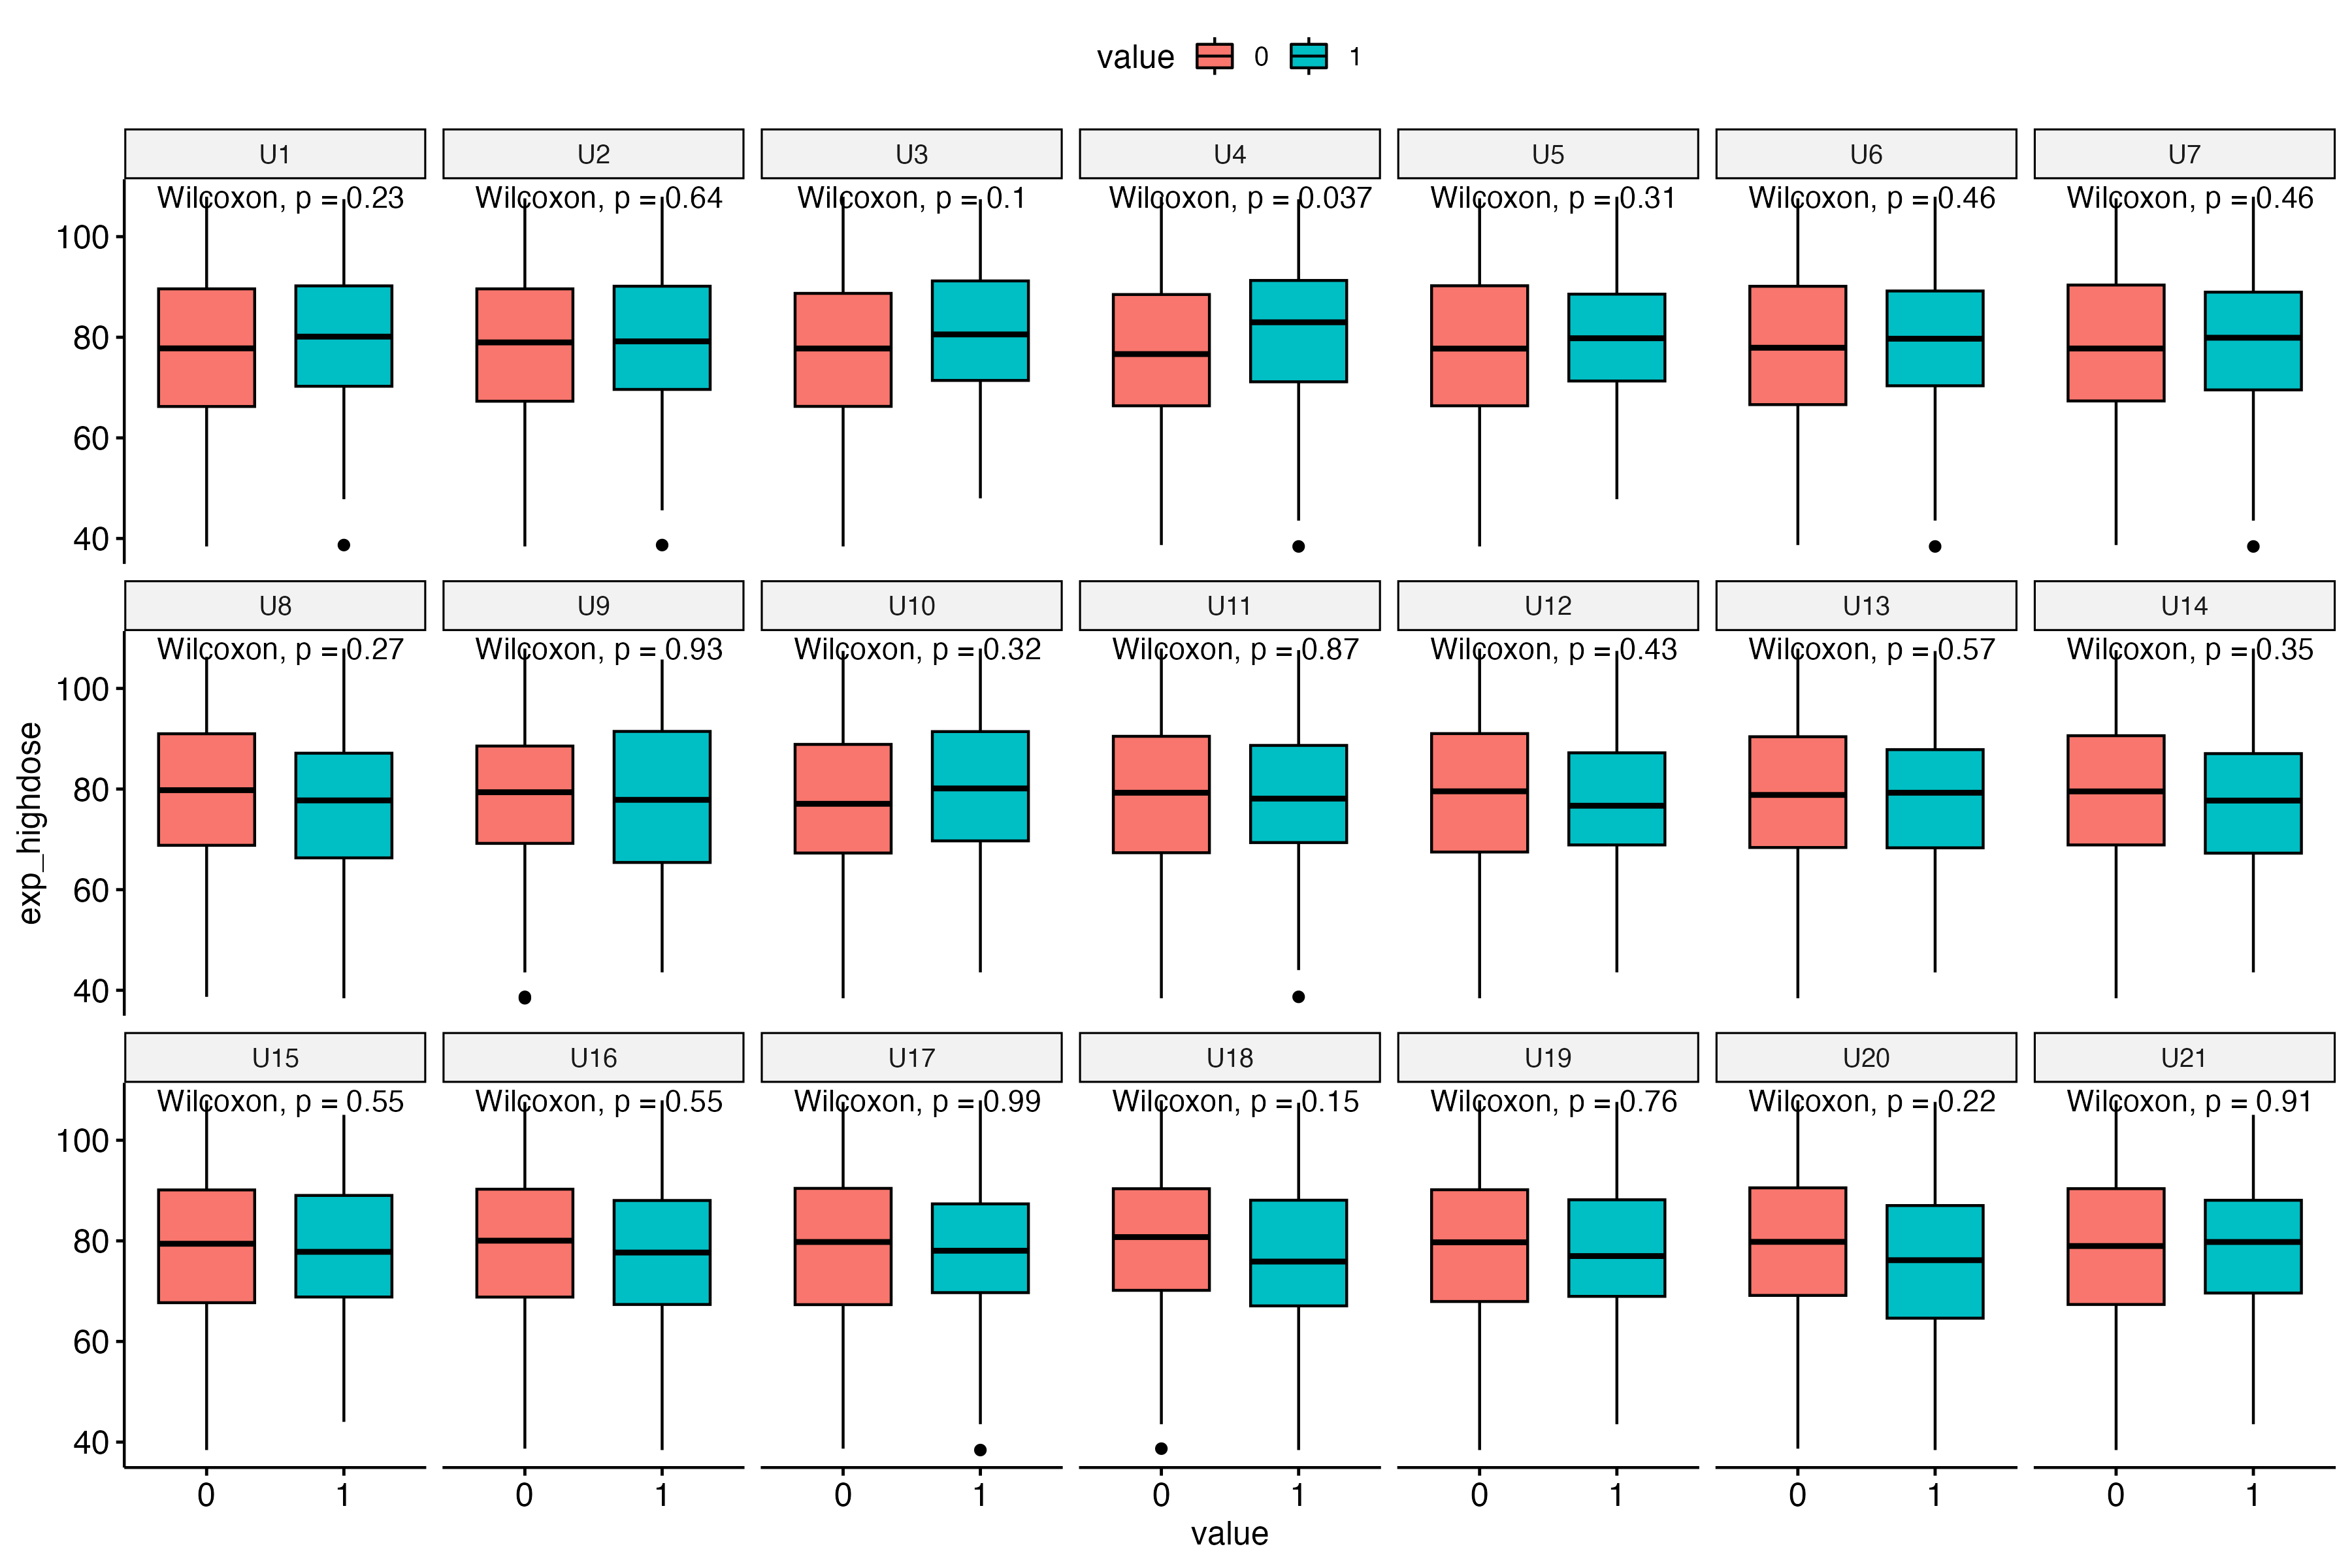 value 0 1
U1 U2 U3 U4 U5 U6 U7
Wilcoxon, p = 0.23 Wilcoxon, p = 0.64 Wilcoxon, p = 0.1 Wilcoxon, p = 0.037 Wilcoxon, p = 0.31 Wilcoxon, p = 0.46 Wilcoxon, p = 0.46
100
80
60
40
U8 U9 U10 U11 U12 U13 U14
Wilcoxon, p = 0.27 Wilcoxon, p = 0.93 Wilcoxon, p = 0.32 Wilcoxon, p = 0.87 Wilcoxon, p = 0.43 Wilcoxon, p = 0.57 Wilcoxon, p = 0.35
100
80
60
40
exp_highdose
U15 U16 U17 U18 U19 U20 U21
Wilcoxon, p = 0.55 Wilcoxon, p = 0.55 Wilcoxon, p = 0.99 Wilcoxon, p = 0.15 Wilcoxon, p = 0.76 Wilcoxon, p = 0.22 Wilcoxon, p = 0.91
100
80
60
40
0 1 0 1 0 1 0 1 0 1 0 1 0 1
value